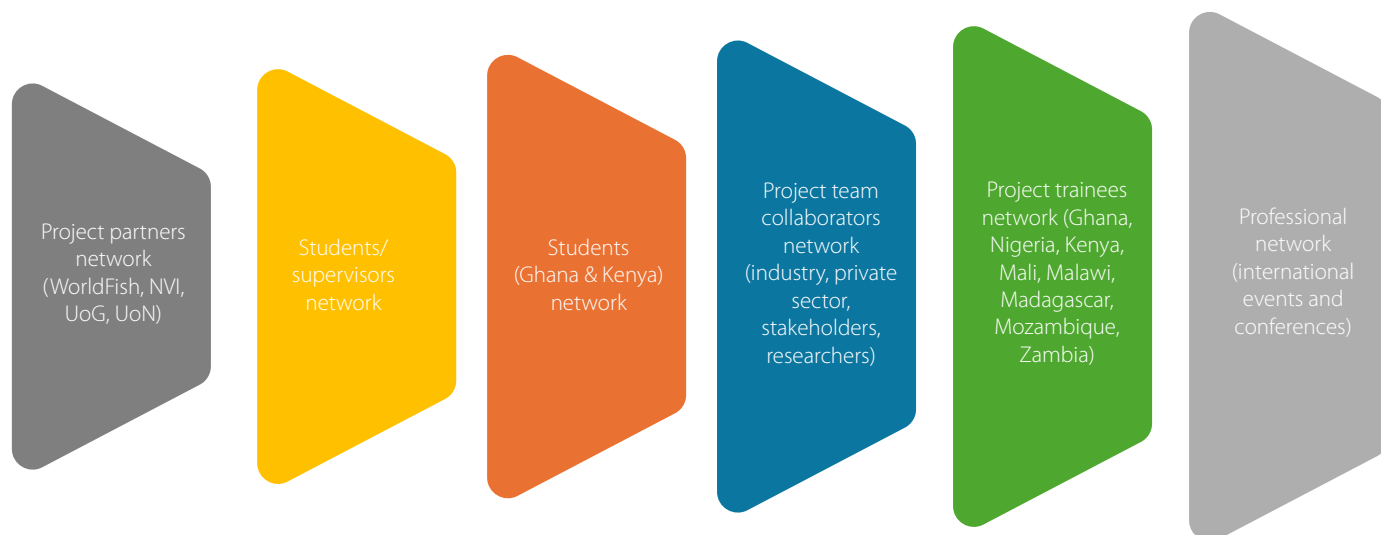 Project partners
network
(WorldFish, NVI,
UoG, UoN)
Students/
supervisors
network
Students
(Ghana & Kenya)
network
Project team
collaborators
network
(industry, private
sector,
stakeholders,
researchers)
Project trainees
network (Ghana,
Nigeria, Kenya,
Mali, Malawi,
Madagascar,
Mozambique,
Zambia)
Professional
network
(international
events and
conferences)